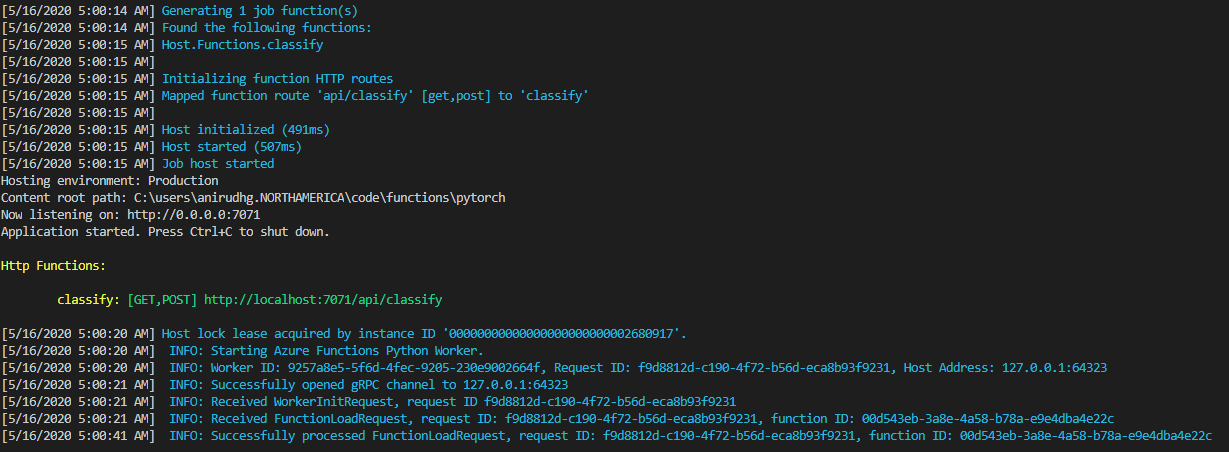 [5/16/2020 5:00:14 AM] Generating 1 job function(s)
[5/16/2020 5:00:14 AM] Found the following functions:
[5/16/2020 5:00:15 AM] Host.Functions.classify
[5/16/2020 5:00:15 AM]
[5/16/2020 5:00:15 AM] Initializing function HTTP routes
[5/16/2020 5:00:15 AM] Mapped function route 'api/classify' [get,post] to 'classify'
[5/16/2020 5:00:15 AM]
[5/16/2020 5:00:15 AM] Host initialized (491ms)
[5/16/2020 5:00:15 AM] Host started (507ms)
[5/16/2020 5:00:15 AM] Job host started
Hosting environment: Production
Content root path: C:\users\anirudhg.NORTHAMERICA\code\functions\pytorch
Now listening on: http://0.0.0.0:7071
Application started. Press Ctrl+C to shut down.
Http Functions:
classify: [GET,POST] http://localhost:7071/api/classify
[5/16/2020 5:00:20 AM] Host lock lease acquired by instance ID '00000000000000000000000002680917'.
[5/16/2020 5:00:20 AM]  INFO: Starting Azure Functions Python Worker.
[5/16/2020 5:00:20 AM]  INFO: Worker ID: 9257a8e5-5f6d-4fec-9205-230e9002664f, Request ID: f9d8812d-c190-4f72-b56d-eca8b93f9231, Host Address: 127.0.0.1:64323
[5/16/2020 5:00:21 AM]  INFO: Successfully opened gRPC channel to 127.0.0.1:64323
[5/16/2020 5:00:21 AM]  INFO: Received WorkerInitRequest, request ID f9d8812d-c190-4f72-b56d-eca8b93f9231
[5/16/2020 5:00:21 AM]  INFO: Received FunctionLoadRequest, request ID: f9d8812d-c190-4f72-b56d-eca8b93f9231, function ID: 00d543eb-3a8e-4a58-b78a-e9e4dba4e22c
[5/16/2020 5:00:41 AM]  INFO: Successfully processed FunctionLoadRequest, request ID: f9d8812d-c190-4f72-b56d-eca8b93f9231, function ID: 00d543eb-3a8e-4a58-b78a-e9e4dba4e22c